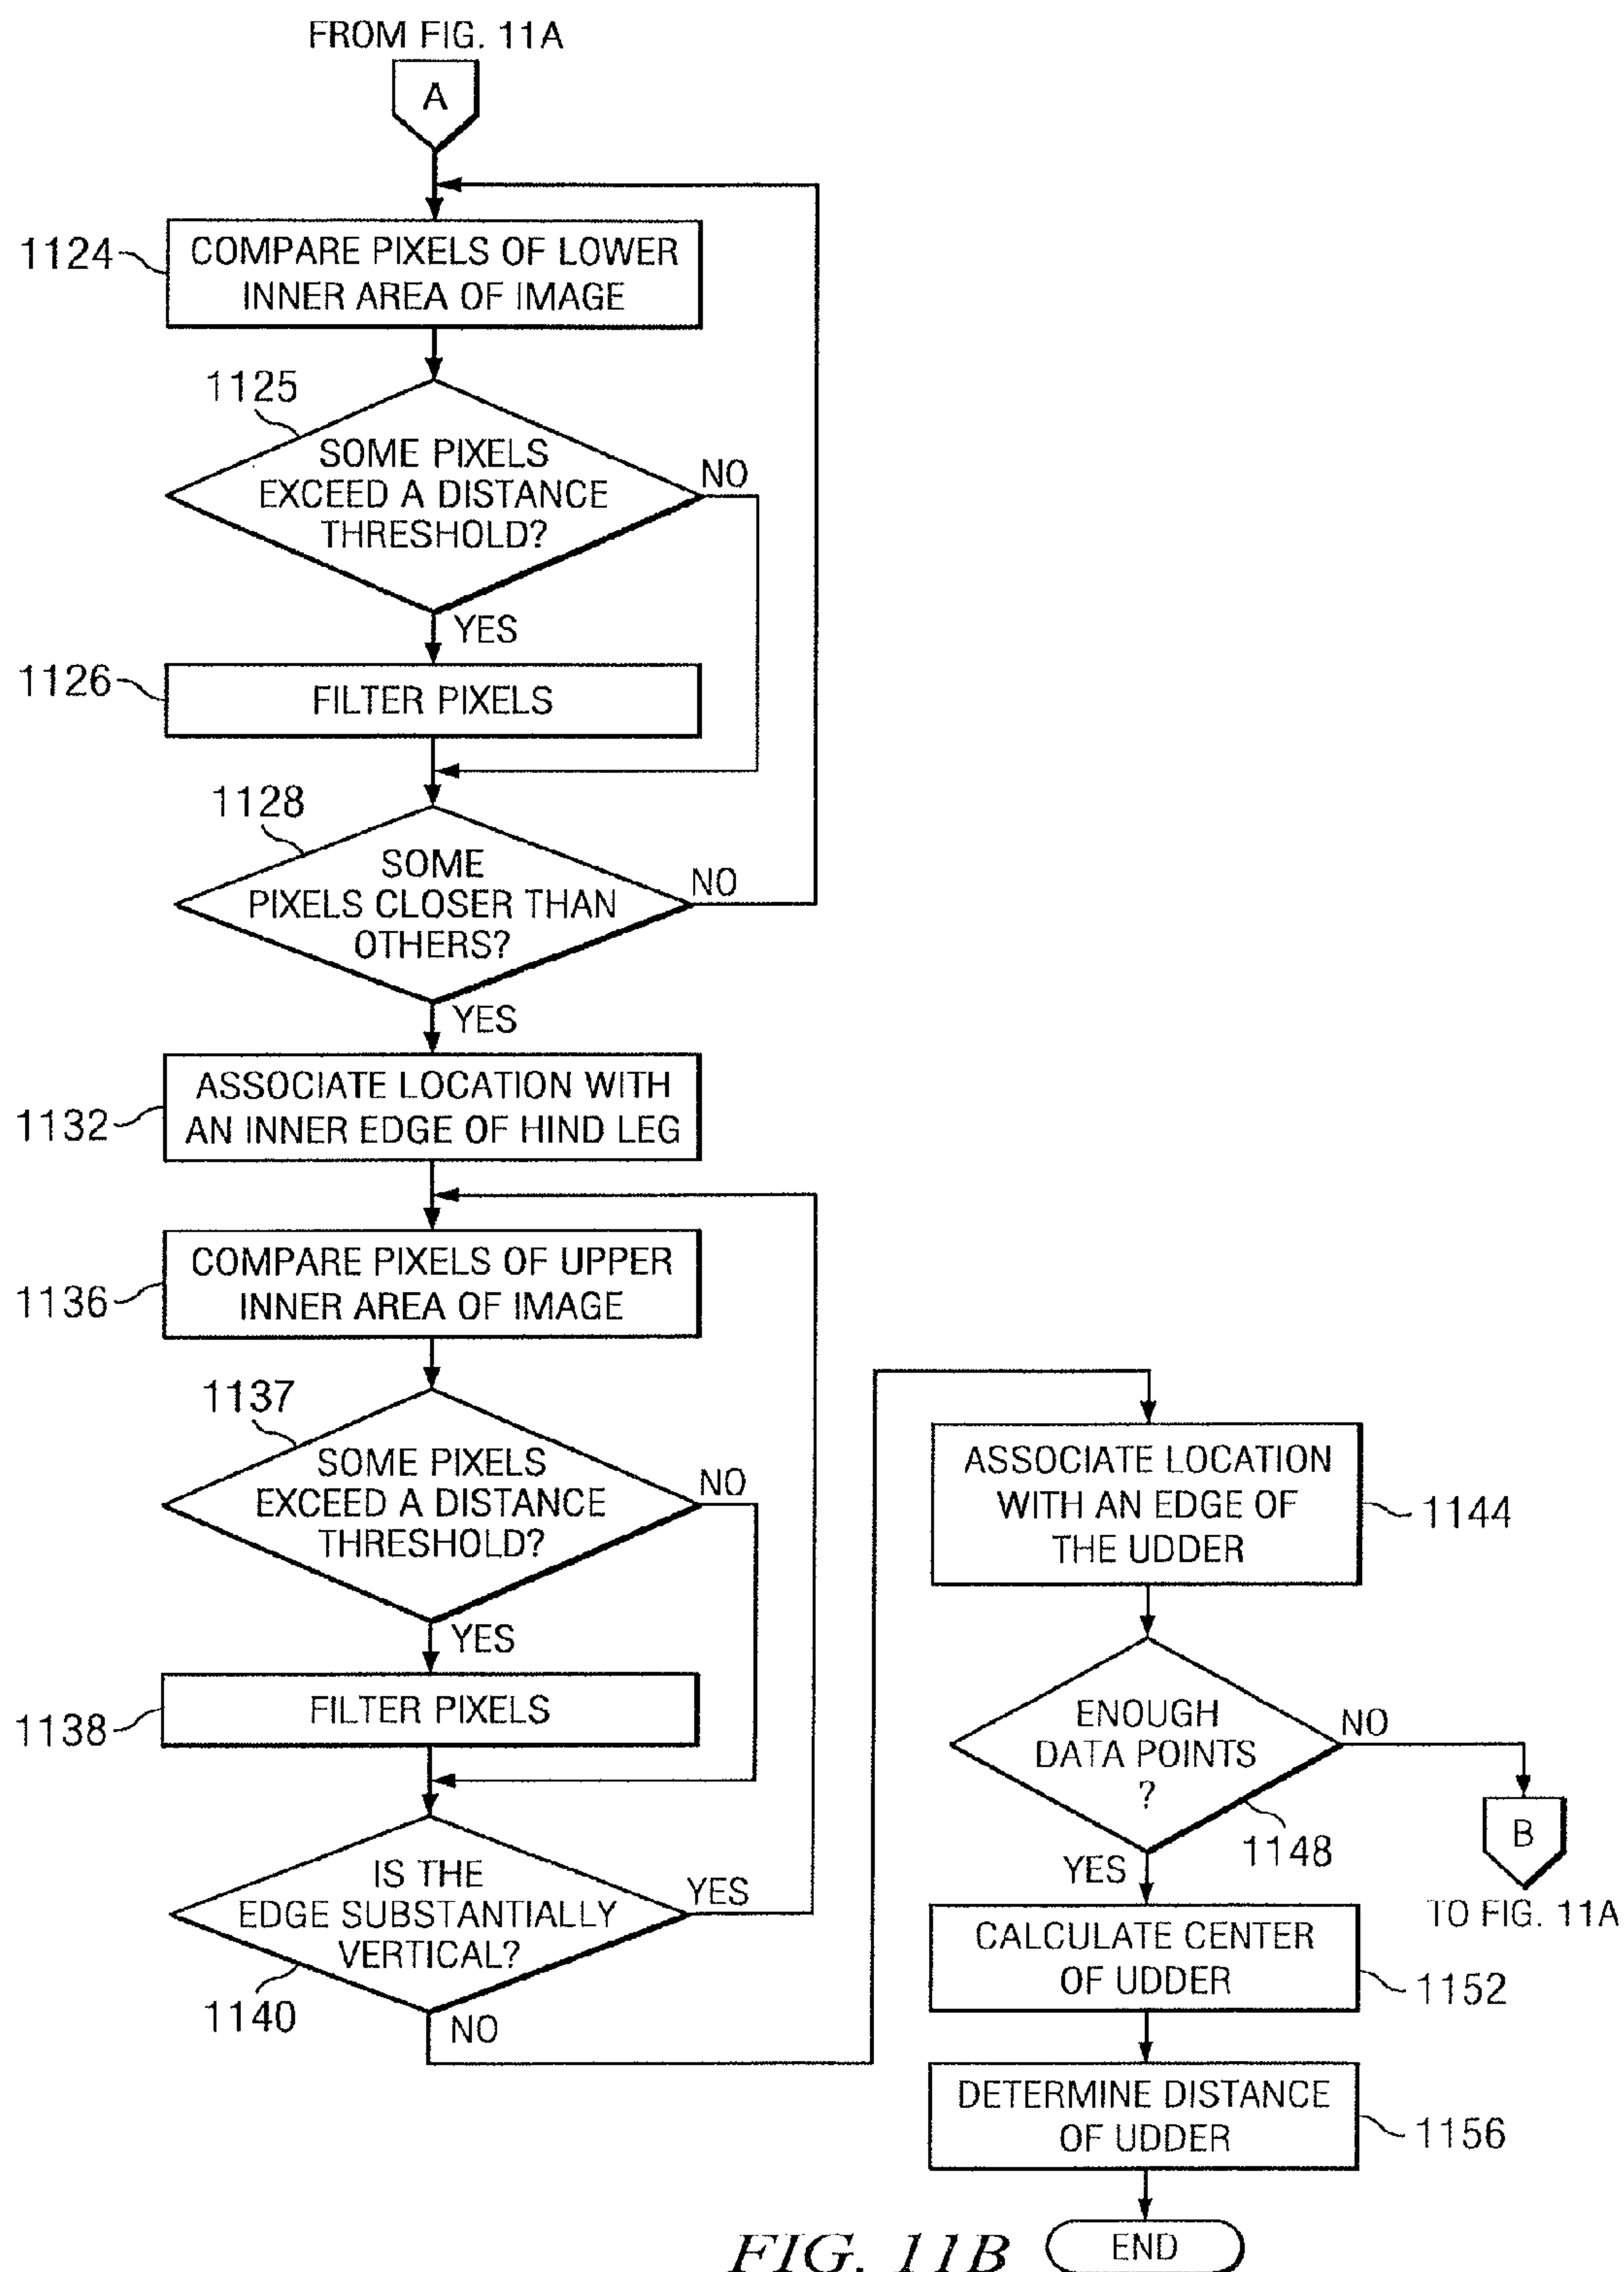 FROM FIG. 11A
A
1124
COMPARE PIXELS OF LOWER
INNER AREA OF IMAGE
1125
SOME PIXELS
EXCEED A DISTANCE
THRESHOLD?
NO
YES
1126
FILTER PIXELS
1128
SOME
PIXELS CLOSER THAN
OTHERS?
NO
YES
1132
ASSOCIATE LOCATION WITH
AN INNER EDGE OF HIND LEG
1136
COMPARE PIXELS OF UPPER
INNER AREA OF IMAGE
1137
SOME PIXELS
EXCEED A DISTANCE
THRESHOLD?
NO
YES
1138
FILTER PIXELS
IS THE
EDGE SUBSTANTIALLY
VERTICAL?
YES
1140
NO
ASSOCIATE LOCATION
WITH AN EDGE OF
THE UDDER
1144
ENOUGH
DATA POINTS
?
NO
1148
B
TO FIG. 11A
YES
CALCULATE CENTER
OF UDDER
1152
DETERMINE DISTANCE
OF UDDER
1156
END
FIG. 11B